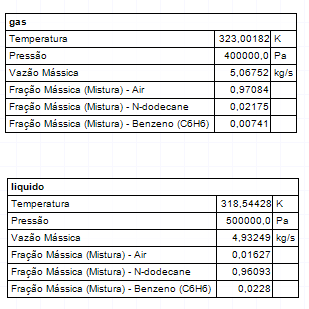 gas
Temperatura 323,00182 K
Pressão 400000,0 Pa
Vazão Mássica 5,06752 kg/s
Fração Mássica (Mistura) - Air 0,97084
Fração Mássica (Mistura) - N-dodecane 0,02175
Fração Mássica (Mistura) - Benzeno (C6H6) 0,00741
liquido
Temperatura 318,54428 K
Pressão 500000,0 Pa
Vazão Mássica 4,93249 kg/s
Fração Mássica (Mistura) - Air 0,01627
Fração Mássica (Mistura) - N-dodecane 0,96093
Fração Mássica (Mistura) - Benzeno (C6H6) 0,0228